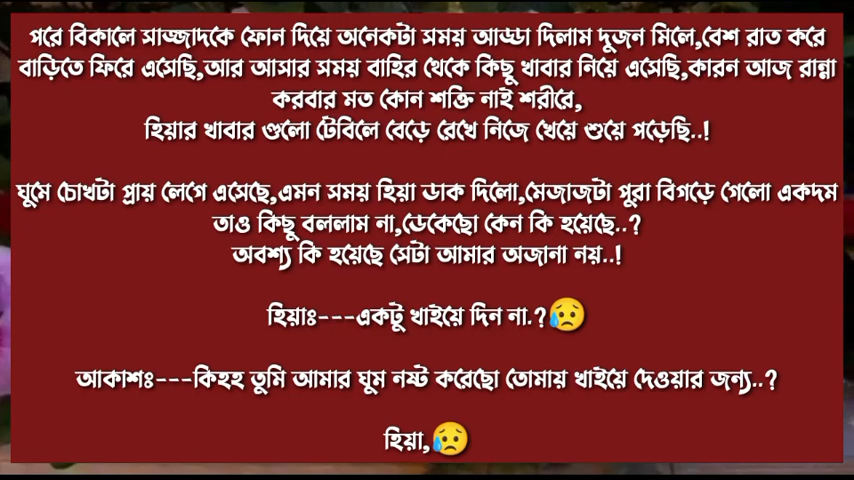 পরে বিকালে সাজ্জাদকে ফোন দিয়ে অনেকটা সময় আড্ডা দিলাম দুজন মিলে,বেশ রাত করে
বাড়িতে ফিরে এসেছি,আর আসার সময় বাহির থেকে কিছু খাবার নিয়ে এসেছি,কারন আজ রান্না
করবার মত কোন শক্তি নাই শরীরে,
হিয়ার খাবার গুলো টেবিলে বেড়ে রেখে নিজে খেয়ে শুয়ে পড়েছি..!
ঘুমে চোখটা প্রায় লেগে এসেছে,এমন সময় হিয়া ডাক দিলো,মেজাজটা পুরা বিগড়ে গেলো একদম
তাও কিছু বললাম না,ডেকেছো কেন কি হয়েছে..?
অবশ্য কি হয়েছে সেটা আমার অজানা নয়..!
হিয়াঃ---একটু খাইয়ে দিন না.?😥
আকাশঃ---কিহহ তুমি আমার ঘুম নষ্ট করেছো তোমায় খাইয়ে দেওয়ার জন্য..?
হিয়া,😥